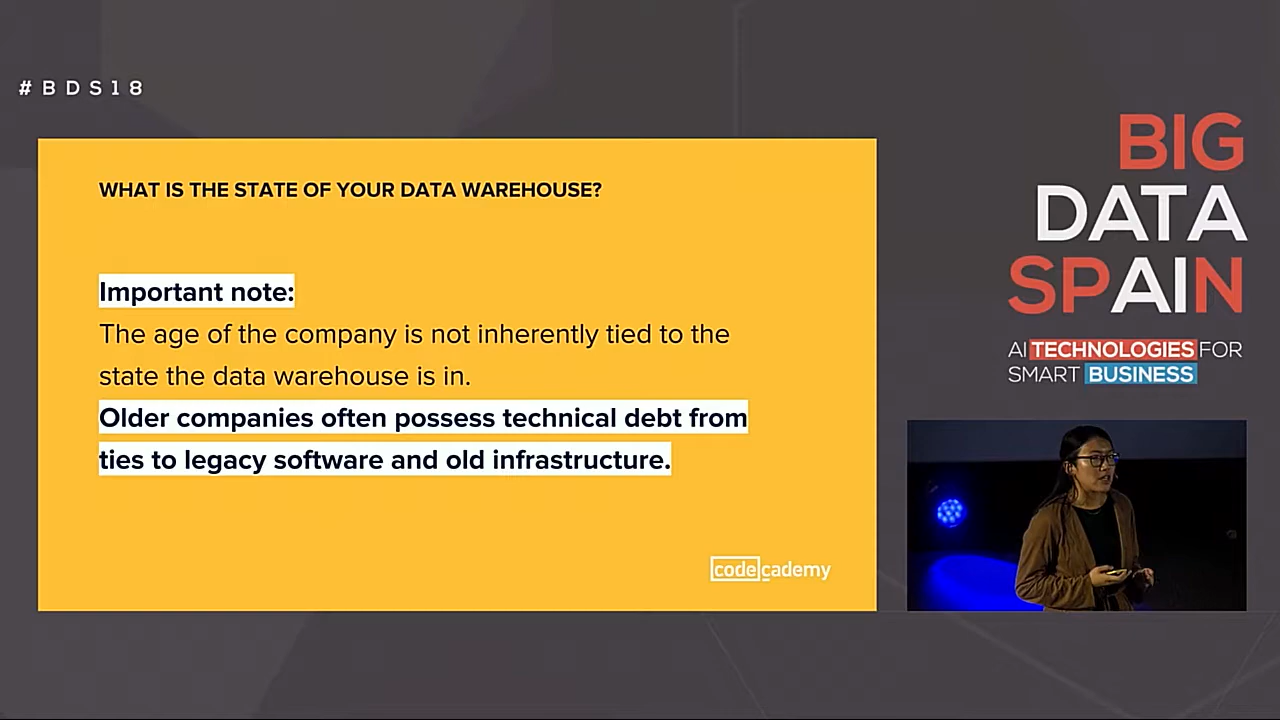 #BDS18
WHAT IS THE STATE OF YOUR DATA WAREHOUSE?
Important note:
The age of the company is not inherently tied to the
state the data warehouse is in.
Older companies often possess technical debt from
ties to legacy software and old infrastructure.
codecademy
BIG
DATA
SPAIN
AI TECHNOLOGIES FOR
SMART BUSINESS